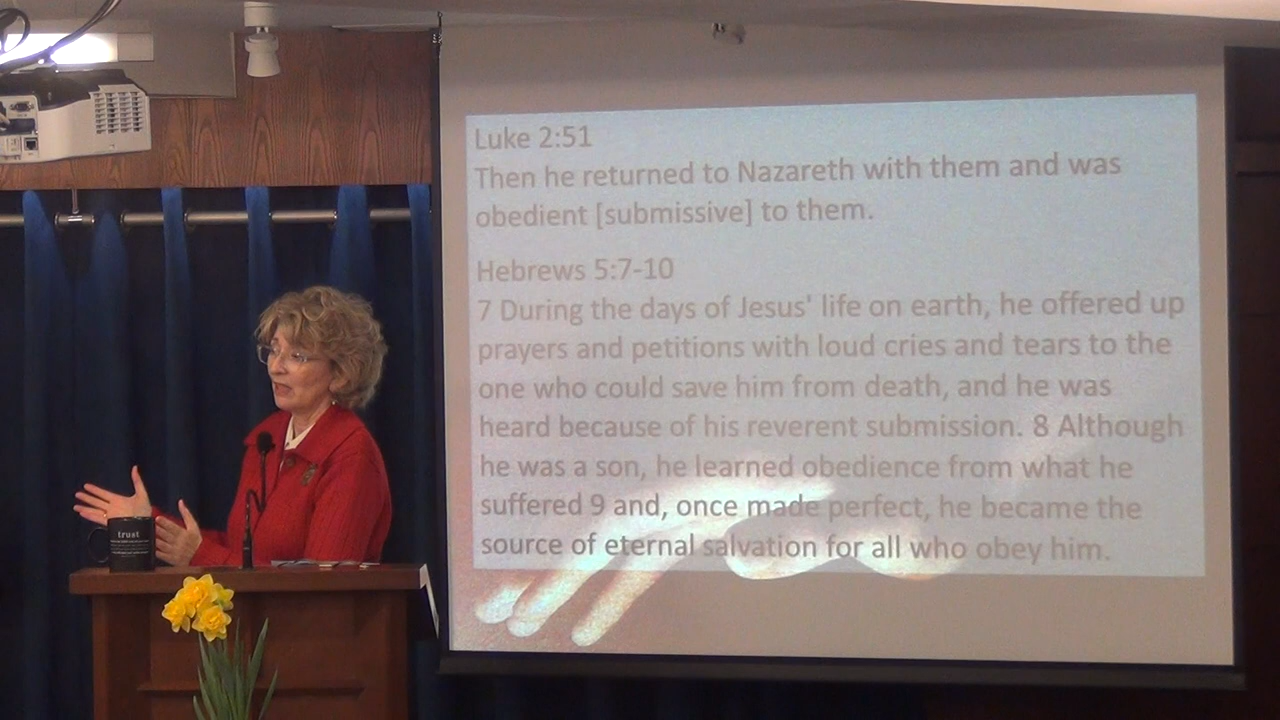 Luke 2:51
Then he returned to Nazareth with them and was
obedient [submissive] to them.
Hebrews 5:7-10
7 During the days of Jesus' life on earth, he offered up
prayers and petitions with loud cries and tears to the
one who could save him from death, and he was
heard because of his reverent submission. 8 Although
he was a son, he learned obedience from what he
suffered 9 and, once made perfect, he became the
source of eternal salvation for all who obey him.
trust